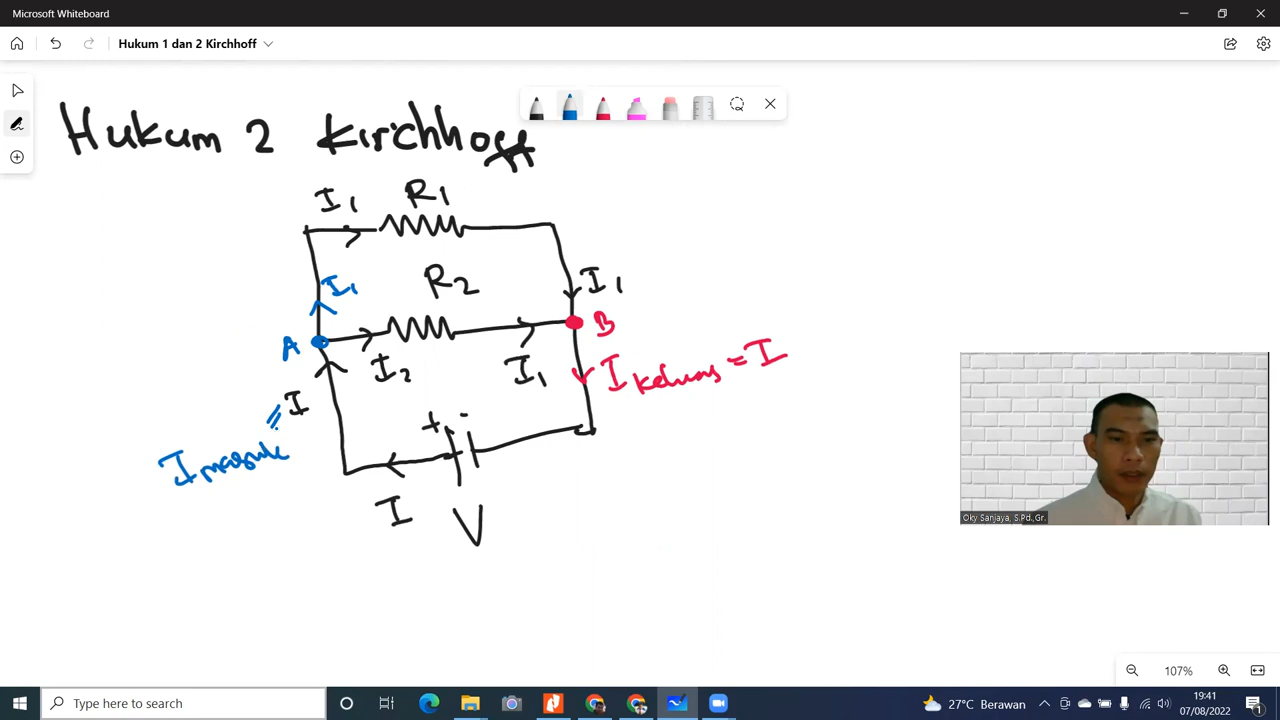 Microsoft Whiteboard
Hukum 1 dan 2 Kirchhoff
Hukum 2 Kirchhoff
I1 R1
I1 R2 I1
A I2 I1 B
I
I masuk = I
I keluar = I
+ -
I V
Oky Sanjaya, S.Pd.,Gr.
107%
Type here to search
27°C Berawan
19:41
07/08/2022
1